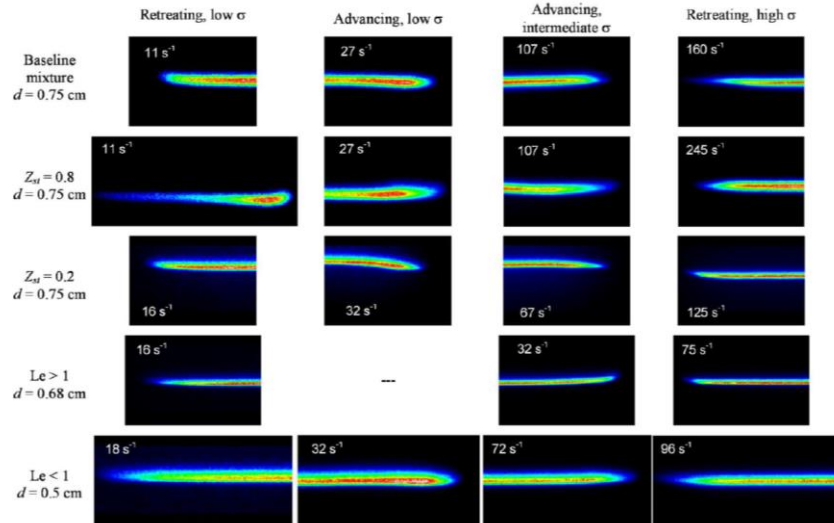 Retreating, low σ
Advancing, low σ
Advancing, intermediate σ
Retreating, high σ
Baseline mixture d = 0.75 cm
11 s⁻¹
27 s⁻¹
107 s⁻¹
160 s⁻¹
Zst = 0.8 d = 0.75 cm
11 s⁻¹
27 s⁻¹
107 s⁻¹
245 s⁻¹
Zst = 0.2 d = 0.75 cm
16 s⁻¹
32 s⁻¹
67 s⁻¹
125 s⁻¹
Le > 1 d = 0.68 cm
16 s⁻¹
---
32 s⁻¹
75 s⁻¹
Le < 1 d = 0.5 cm
18 s⁻¹
32 s⁻¹
72 s⁻¹
96 s⁻¹